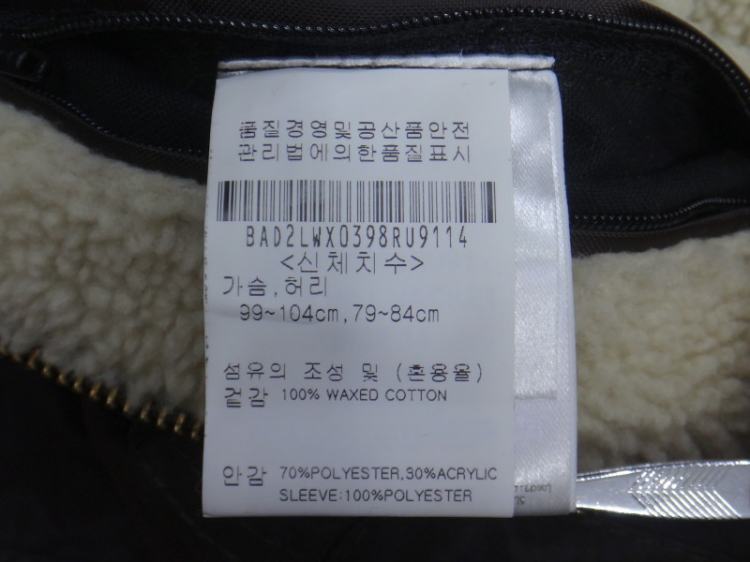 품질경영및공산품안전
관리법에의한품질표시
BAD2LWX0398RU9114
<신체치수>
가슴,허리
99~104cm,79~84cm
섬유의 조성 및 (혼용율)
겉감 100% WAXED COTTON
안감 70%POLYESTER,30%ACRYLIC
SLEEVE:100%POLYESTER